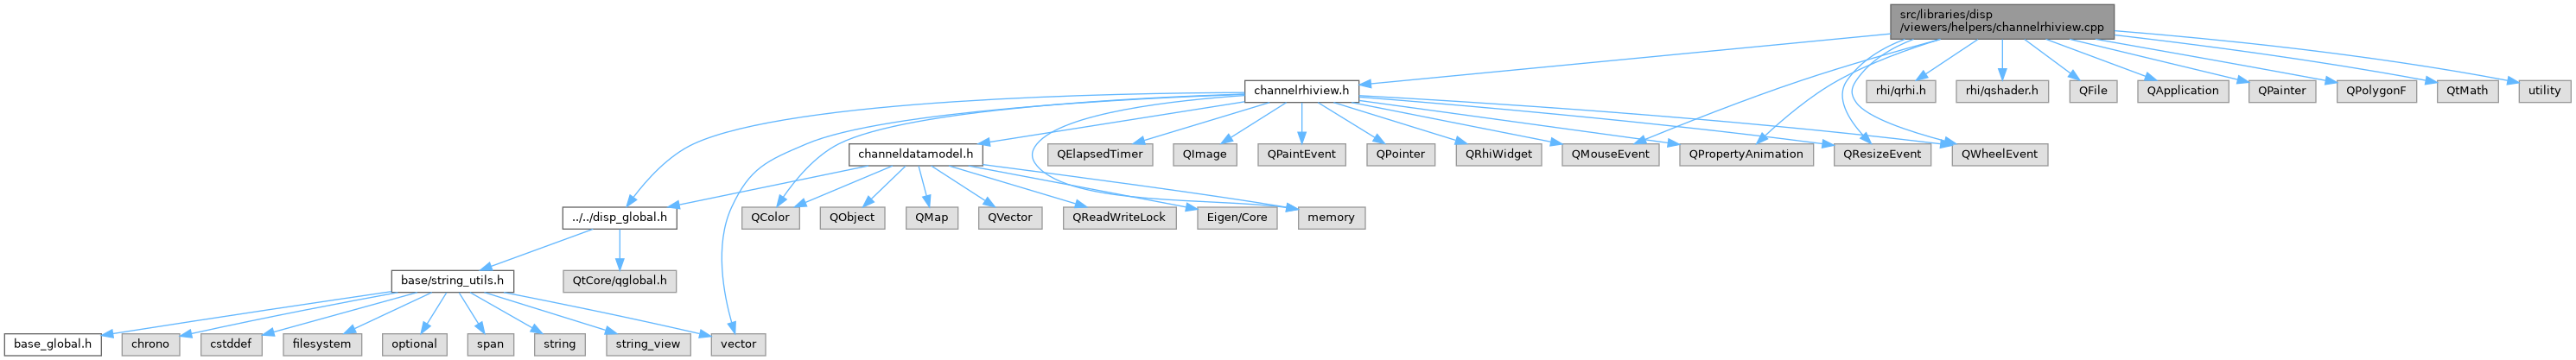 src/libraries/disp
/viewers/helpers/channelrhiview.cpp
channelrhiview.h
rhi/qrhi.h
rhi/qshader.h
QFile
QApplication
QPainter
QPolygonF
QtMath
utility
channeldatamodel.h
QElapsedTimer
QImage
QPaintEvent
QPointer
QRhiWidget
QMouseEvent
QPropertyAnimation
QResizeEvent
QWheelEvent
../../disp_global.h
QColor
QObject
QMap
QVector
QReadWriteLock
Eigen/Core
memory
base/string_utils.h
QtCore/qglobal.h
base_global.h
chrono
cstddef
filesystem
optional
span
string
string_view
vector